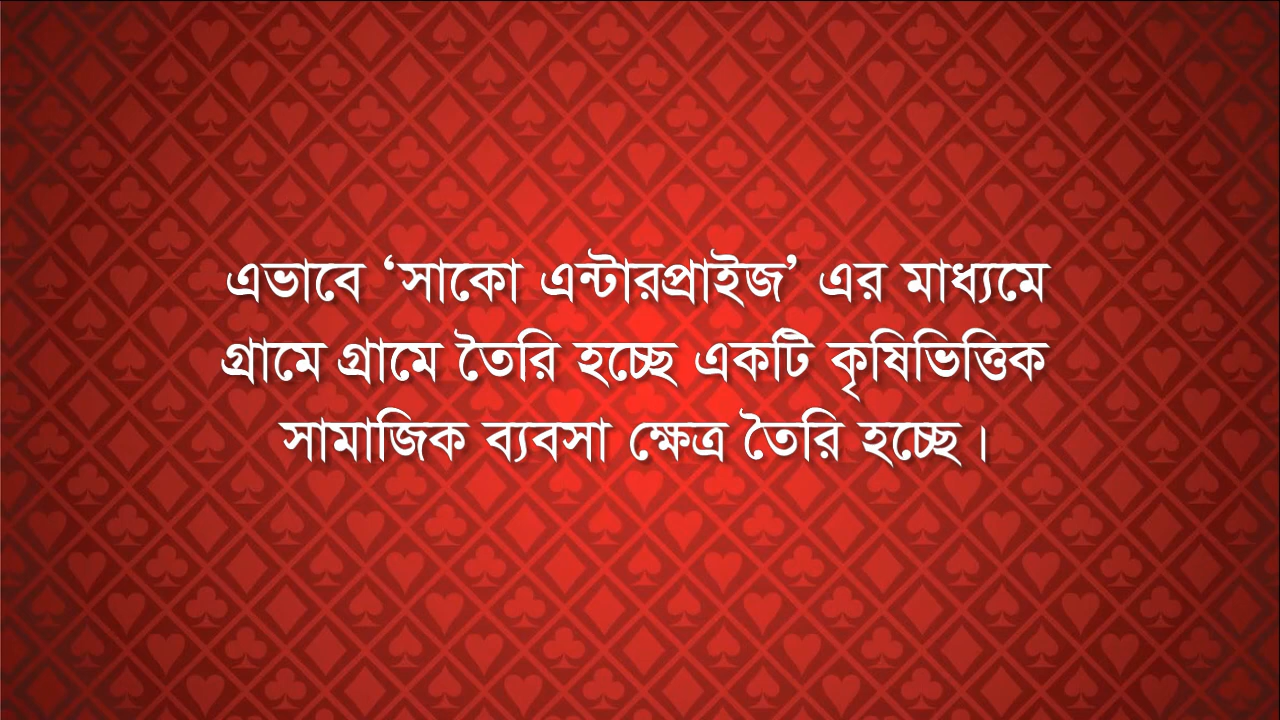 এভাবে ‘সাকো এন্টারপ্রাইজ’ এর মাধ্যমে
গ্রামে গ্রামে তৈরি হচ্ছে একটি কৃষিভিত্তিক
সামাজিক ব্যবসা ক্ষেত্র তৈরি হচ্ছে।